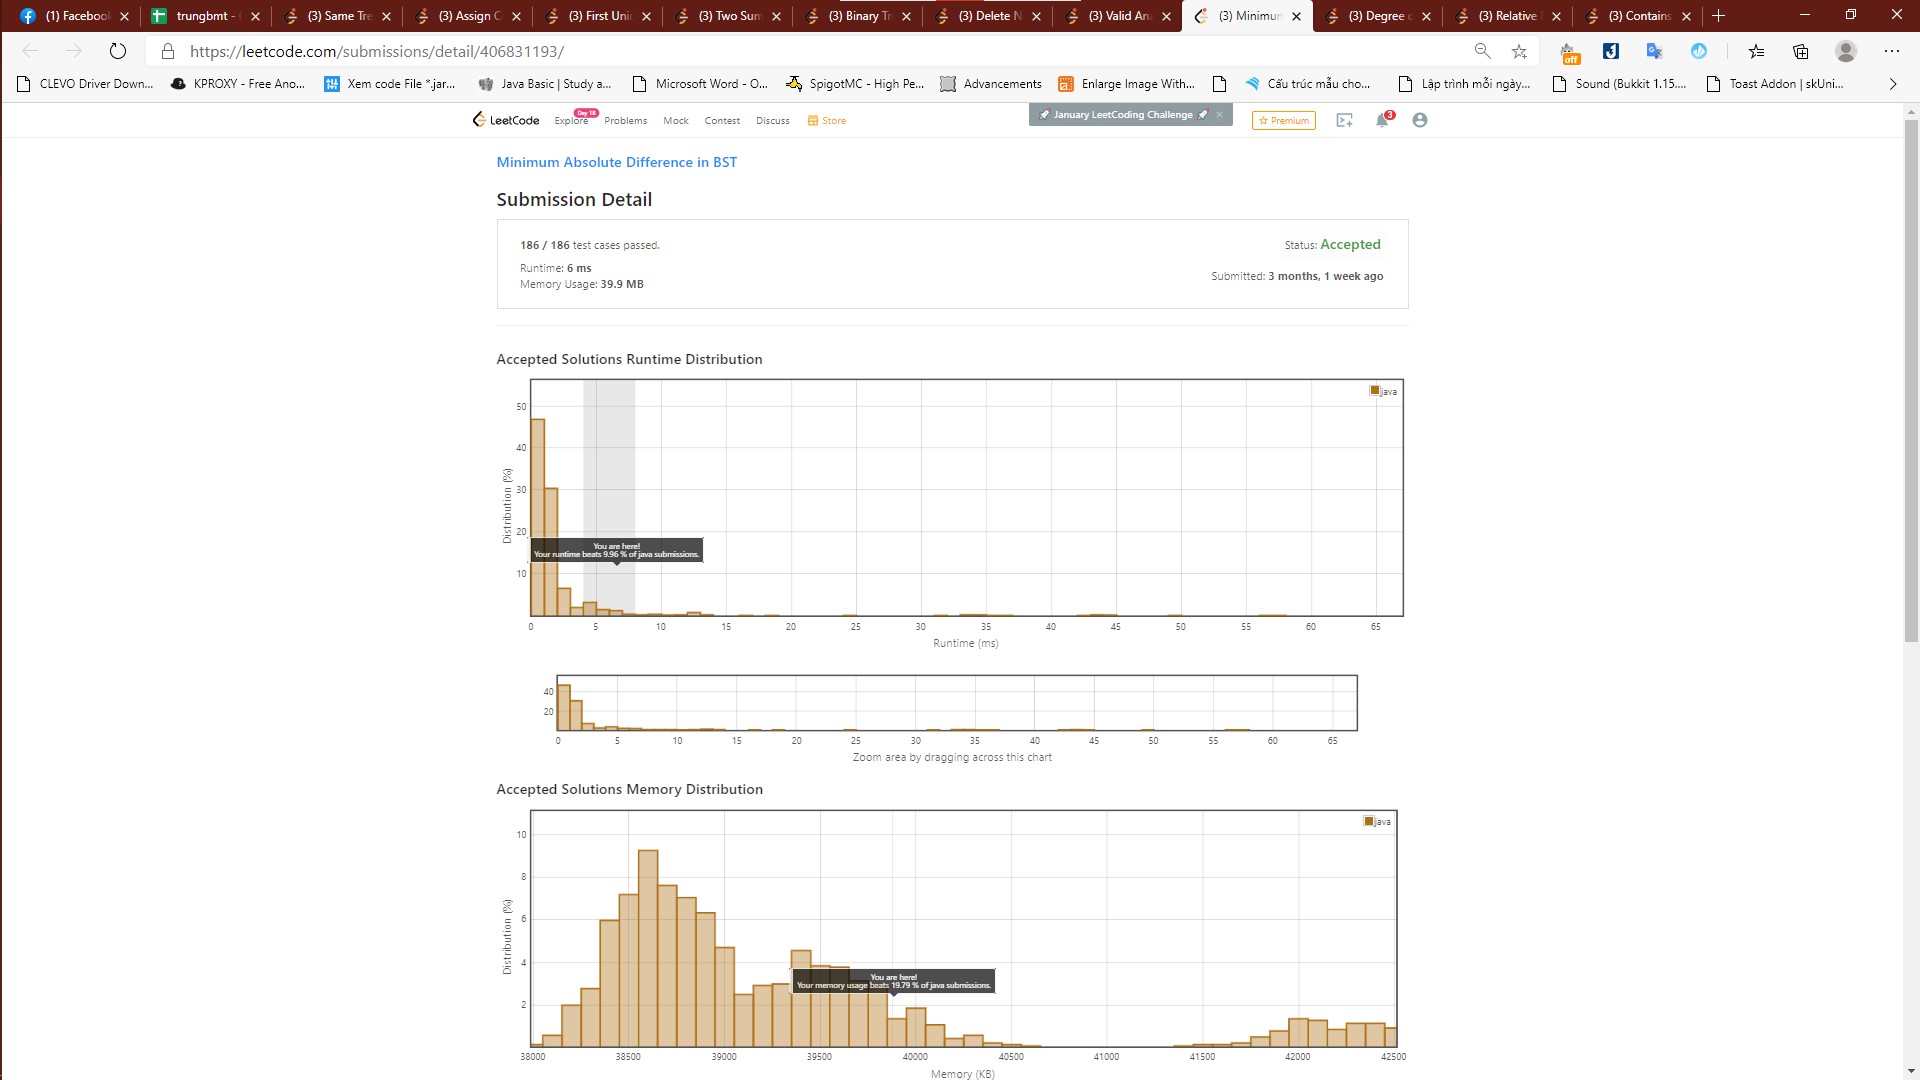 (1) Facebook
trungbmt - 
(3) Same Tre
(3) Assign C
(3) First Uni
(3) Two Sum
(3) Binary Tr
(3) Delete N
(3) Valid Ana
(3) Minimum
(3) Degree o
(3) Relative
(3) Contains
https://leetcode.com/submissions/detail/406831193/
off
CLEVO Driver Down...
KPROXY - Free Ano...
Xem code File *.jar...
Java Basic | Study a...
Microsoft Word - O...
SpigotMC - High Pe...
Advancements
Enlarge Image With...
Cấu trúc mẫu cho...
Lập trình mỗi ngày...
Sound (Bukkit 1.15....
Toast Addon | skUni...
LeetCode
Explore
Day 18
Problems
Mock
Contest
Discuss
Store
January LeetCoding Challenge
Premium
3
Minimum Absolute Difference in BST
Submission Detail
186 / 186 test cases passed.
Status: Accepted
Runtime: 6 ms
Submitted: 3 months, 1 week ago
Memory Usage: 39.9 MB
Accepted Solutions Runtime Distribution
java
50
40
30
20
10
Distribution (%)
You are here!
Your runtime beats 9.96 % of java submissions.
0 5 10 15 20 25 30 35 40 45 50 55 60 65
Runtime (ms)
40
20
0 5 10 15 20 25 30 35 40 45 50 55 60 65
Zoom area by dragging across this chart
Accepted Solutions Memory Distribution
java
10
8
6
4
2
Distribution (%)
You are here!
Your memory usage beats 19.79 % of java submissions.
38000 38500 39000 39500 40000 40500 41000 41500 42000 42500
Memory (KB)